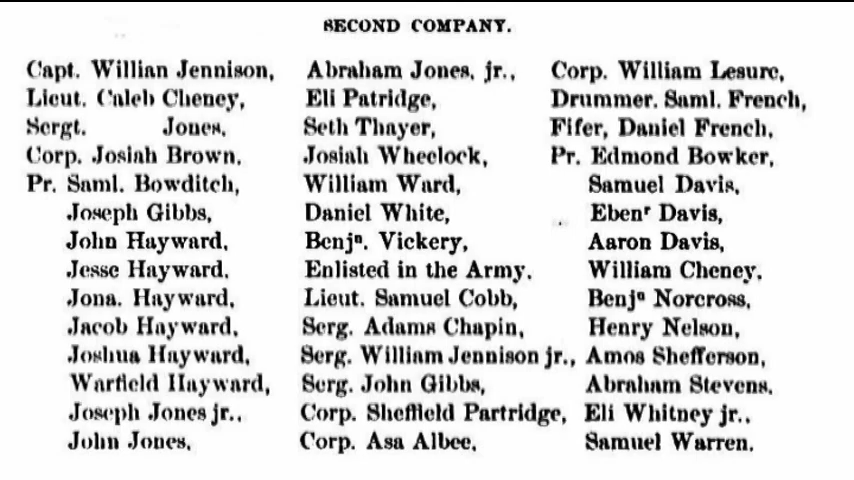 SECOND COMPANY.
Capt. Willian Jennison,
Lieut. Caleb Cheney,
Sergt. Jones,
Corp. Josiah Brown,
Pr. Saml. Bowditch,
Joseph Gibbs,
John Hayward,
Jesse Hayward,
Jona. Hayward,
Jacob Hayward,
Joshua Hayward,
Warfield Hayward,
Joseph Jones jr.,
John Jones,
Abraham Jones, jr.,
Eli Patridge,
Seth Thayer,
Josiah Wheelock,
William Ward,
Daniel White,
Benjⁿ. Vickery,
Enlisted in the Army.
Lieut. Samuel Cobb,
Serg. Adams Chapin,
Serg. William Jennison jr.,
Serg. John Gibbs,
Corp. Sheffield Partridge,
Corp. Asa Albee,
Corp. William Lesure,
Drummer. Saml. French,
Fifer, Daniel French,
Pr. Edmond Bowker,
Samuel Davis,
Ebenʳ Davis,
Aaron Davis,
William Cheney,
Benjⁿ Norcross,
Henry Nelson,
Amos Shefferson,
Abraham Stevens,
Eli Whitney jr.,
Samuel Warren.